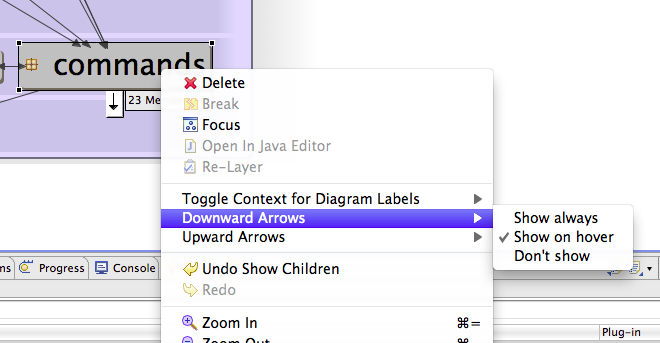 commands
23 Me
Delete
Break
Focus
Open In Java Editor
Re-Layer
Toggle Context for Diagram Labels
Downward Arrows
Upward Arrows
Show always
Show on hover
Don't show
Progress
Console
Undo Show Children
Redo
Zoom In ⌘=
Zoom Out
Plug-in